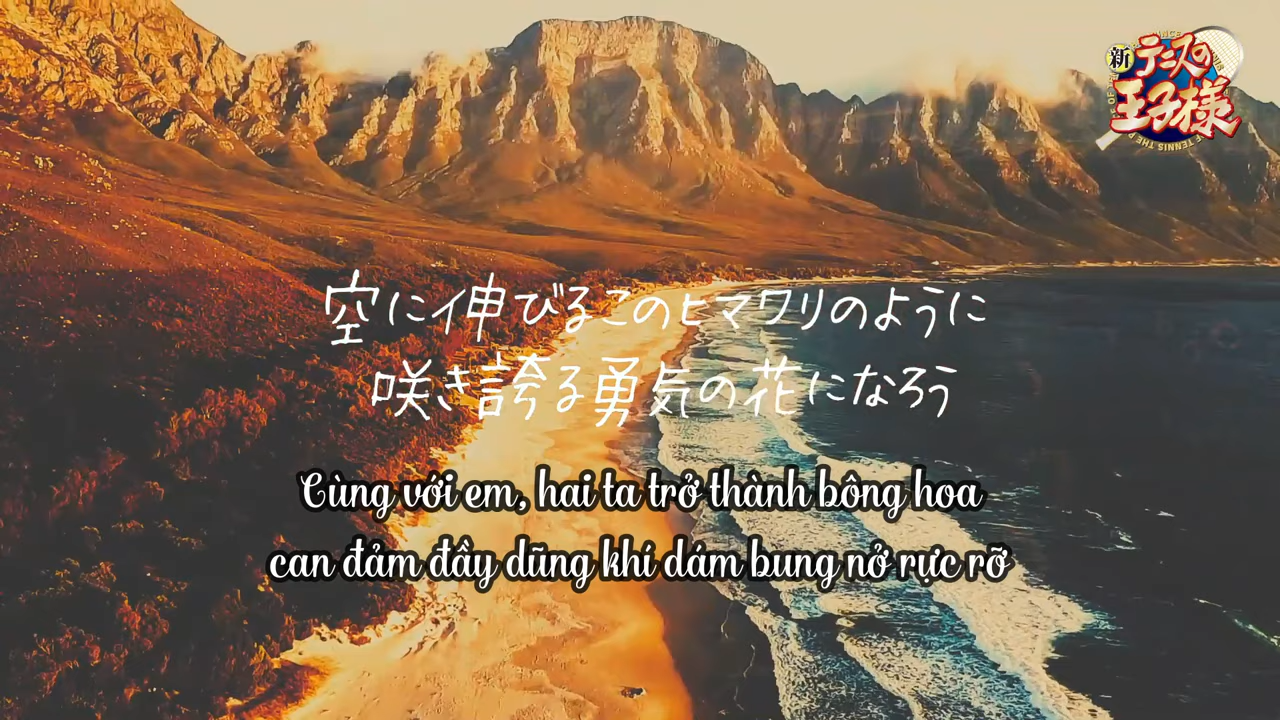 新
テニスの
王子様
空に伸びるこのヒマワリのように
咲き誇る勇気の花になろう
Cùng với em, hai ta trở thành bông hoa
can đảm đầy dũng khí dám bung nở rực rỡ